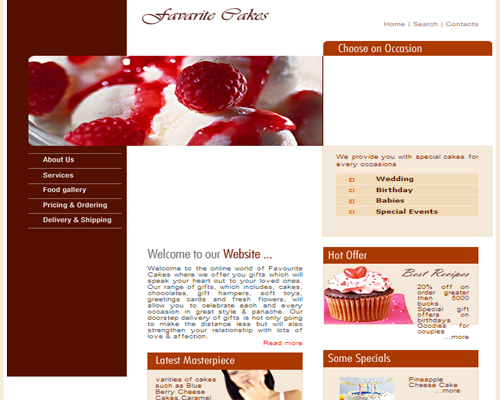 Favarite Cakes
Home | Search | Contacts
Choose on Occasion
About Us
Services
Food gallery
Pricing & Ordering
Delivery & Shipping
We provide you with special cakes for
every occasions
Wedding
Birthday
Babies
Special Events
Welcome to our Website ...
Welcome to the online world of Favourite
Cakes where we offer you gifts which will
speak your heart out to your loved ones.
Our range of gifts, which includes, cakes,
chocolates, gift hampers, soft toys,
greetings cards and fresh flowers, will
allow you to celebrate each and every
occasion in great style & panache. Our
doorstep delivery of gifts is not only going
to make the distance less but will also
strengthen your relationship with lots of
love & affection.
Read more
Latest Masterpiece
varities of cakes
such as Blue
Berry Cheese
Cakes,Caramel
Hot Offer
Best Recipes
20% off on
order greater
then 5000
bucks.
Special gift
offers on
birthdays
Goodies for
couples
...more
Some Specials
Pineapple
Cheese Cake
...more